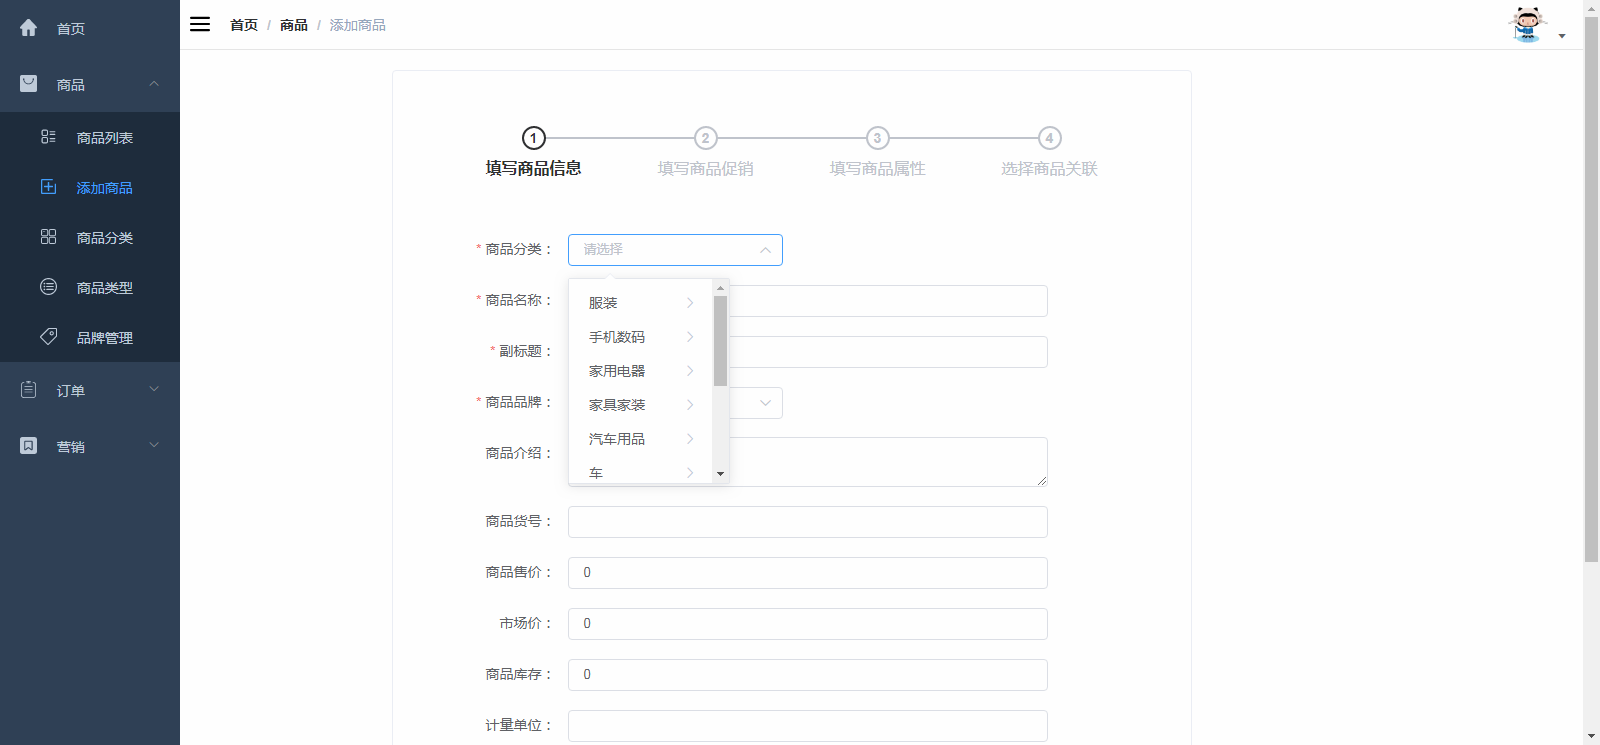 首页
商品
商品列表
添加商品
商品分类
商品类型
品牌管理
订单
营销
首页 / 商品 / 添加商品
1 2 3 4
填写商品信息 填写商品促销 填写商品属性 选择商品关联
* 商品分类： 请选择
* 商品名称：
* 副标题：
* 商品品牌：
商品介绍：
服装
手机数码
家用电器
家具家装
汽车用品
车
商品货号：
商品售价： 0
市场价： 0
商品库存： 0
计量单位：